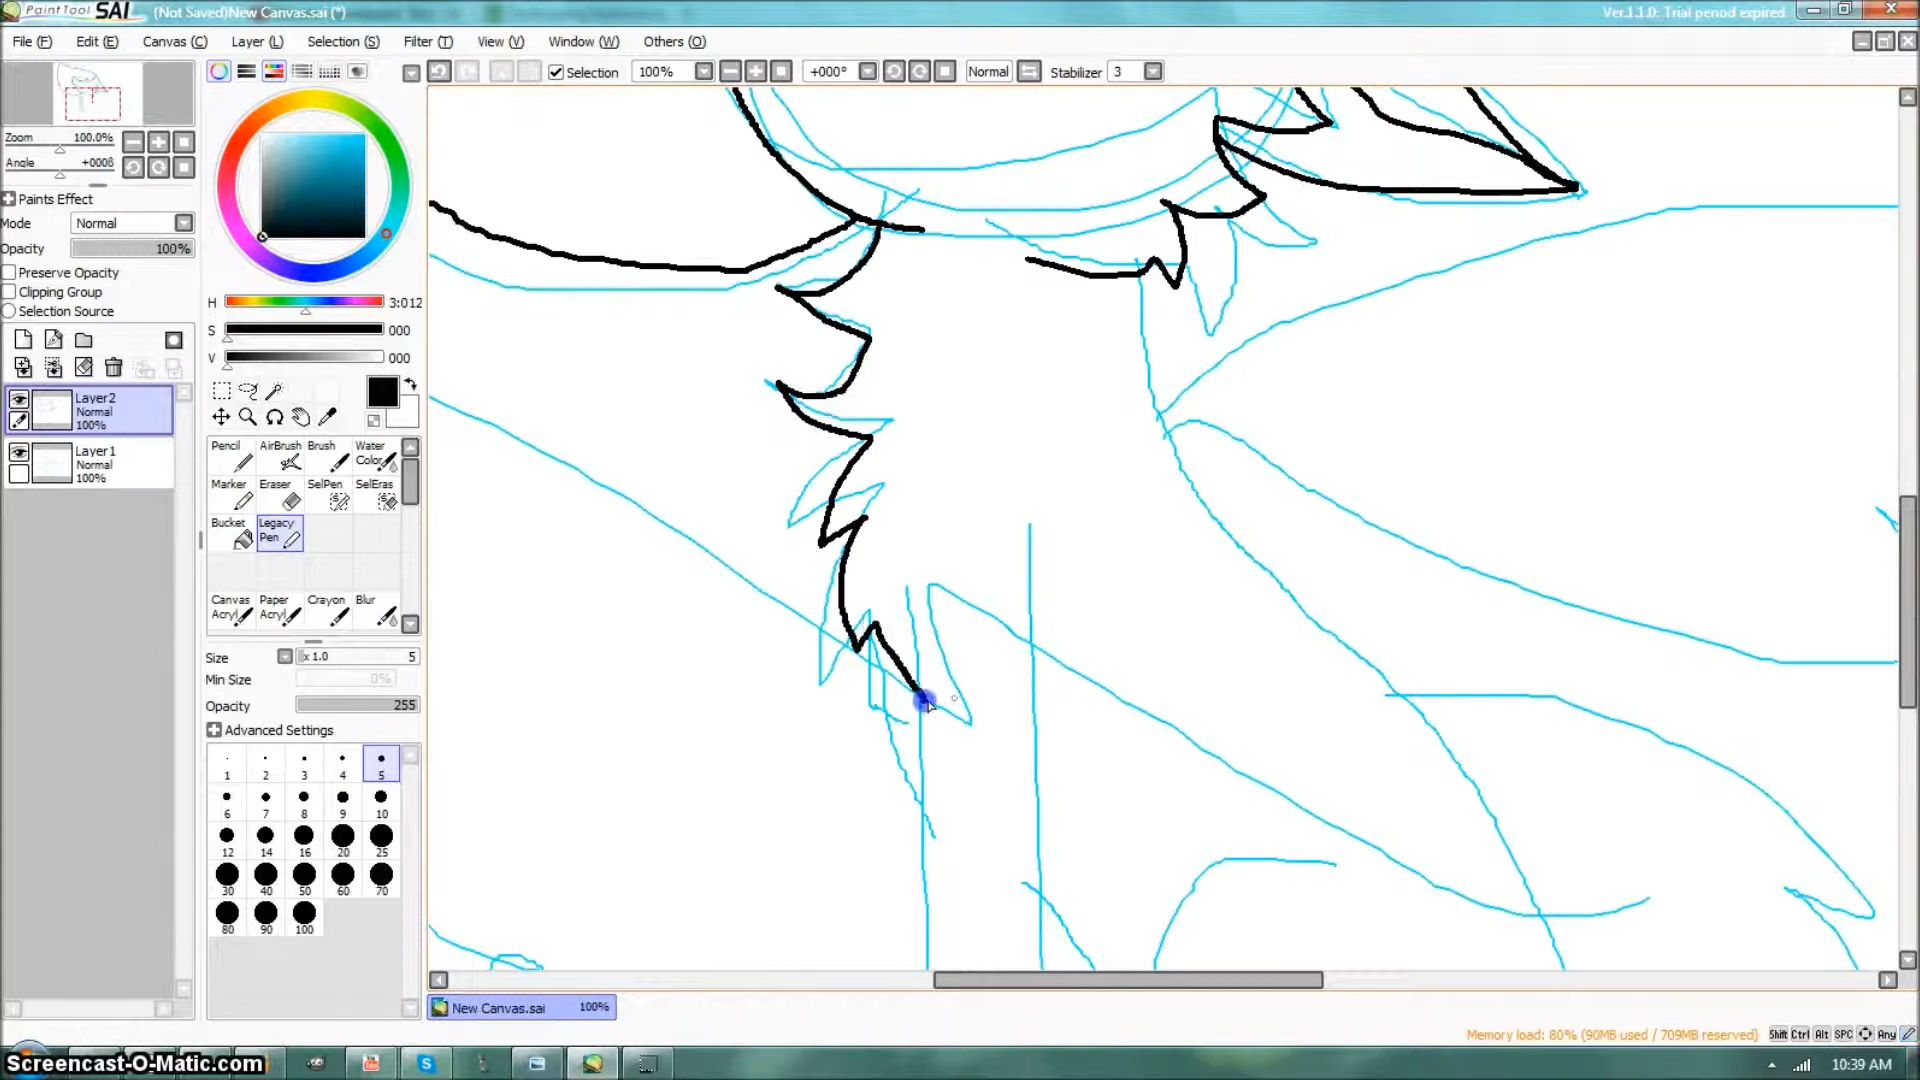 PaintTool SAI (Not Saved)New Canvas.sai (*) Ver.1.1.0: Trial period expired
File (F) Edit (E) Canvas (C) Layer (L) Selection (S) Filter (T) View (V) Window (W) Others (O)
Selection 100% +000° Normal Stabilizer 3
Zoom 100.0%
Angle +0008
Paints Effect
Mode Normal
Opacity 100%
Preserve Opacity
Clipping Group
Selection Source
Layer2
Normal
100%
Layer1
Normal
100%
H 3:012
S 000
V 000
Pencil AirBrush Brush Water Color
Marker Eraser SelPen SelEras
Bucket Legacy Pen
Canvas Acryl Paper Acryl Crayon Blur
Size x 1.0 5
Min Size 0%
Opacity 255
Advanced Settings
1 2 3 4 5
6 7 8 9 10
12 14 16 20 25
30 40 50 60 70
80 90 100
New Canvas.sai 100%
Memory load: 80% (90MB used / 709MB reserved) Shift Ctrl Alt SPC Any
Screencast-O-Matic.com
10:39 AM